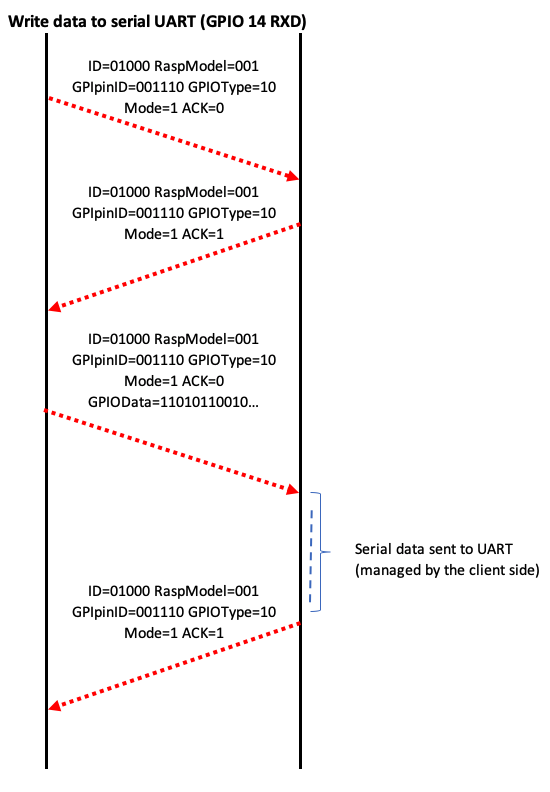 Write data to serial UART (GPIO 14 RXD)
ID=01000 RaspModel=001
GPIpinID=001110 GPIOType=10
Mode=1 ACK=0
ID=01000 RaspModel=001
GPIpinID=001110 GPIOType=10
Mode=1 ACK=1
ID=01000 RaspModel=001
GPIpinID=001110 GPIOType=10
Mode=1 ACK=0
GPIOData=11010110010...
Serial data sent to UART
(managed by the client side)
ID=01000 RaspModel=001
GPIpinID=001110 GPIOType=10
Mode=1 ACK=1